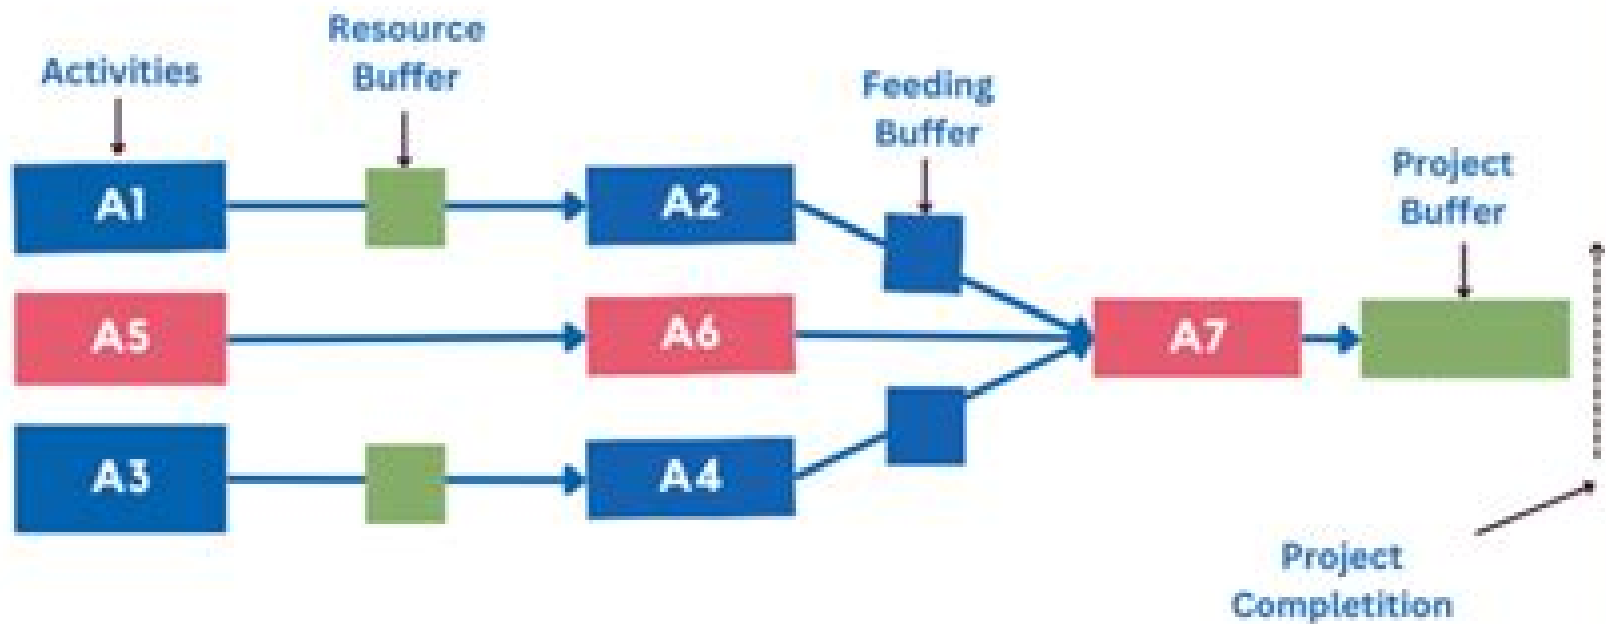 Resource
Buffer
Activities
Feeding
Buffer
Project
Buffer
A1
A2
A5
A6
A7
A3
A4
Project
Completition